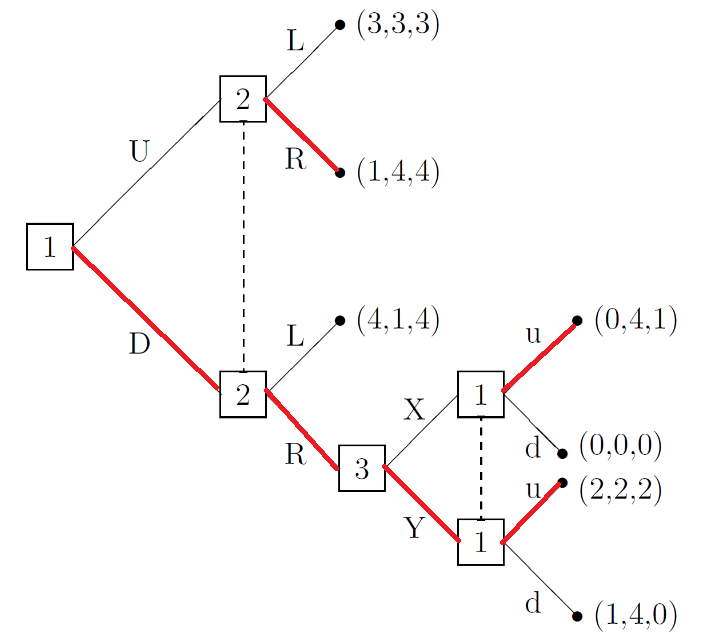 L
(3,3,3)
2
U
R
(1,4,4)
1
D
L
(4,1,4)
2
R
3
X
Y
u
(0,4,1)
1
d
(0,0,0)
u
(2,2,2)
1
d
(1,4,0)